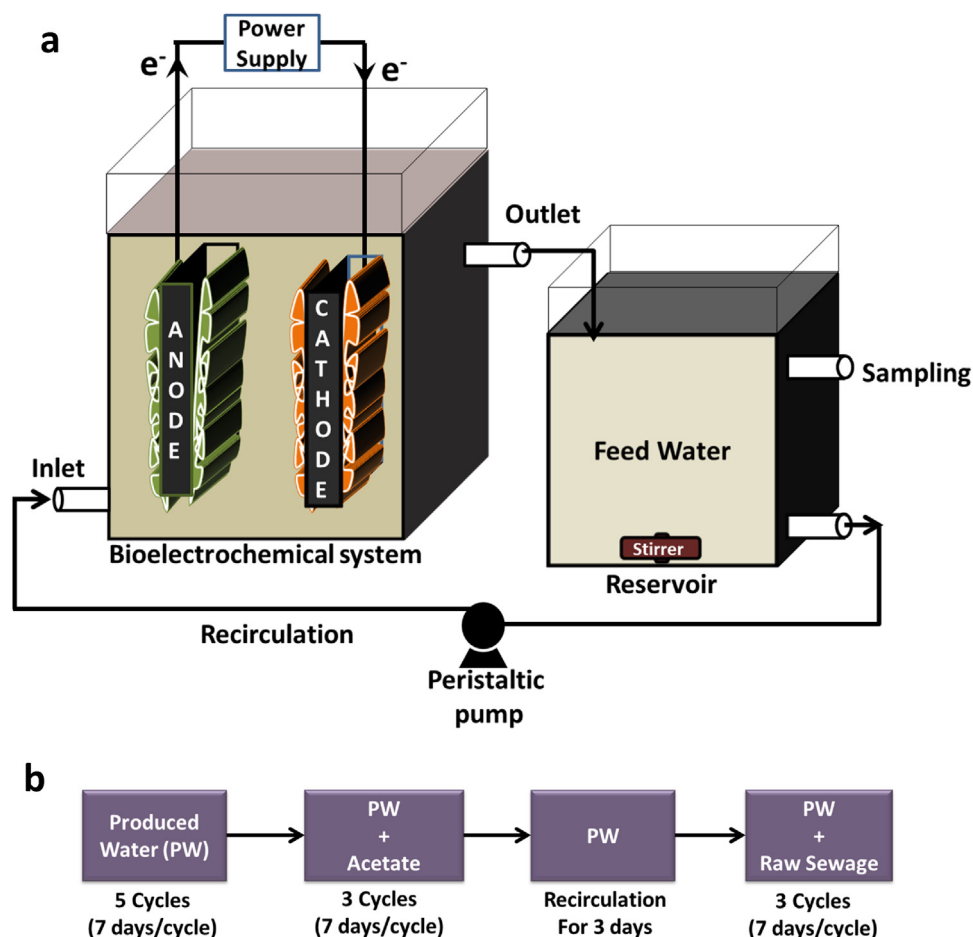 a
Power
Supply
e-
e-
Outlet
ANODE
CATHODE
Sampling
Feed Water
Inlet
Stirrer
Bioelectrochemical system
Reservoir
Recirculation
Peristaltic
pump
b
Produced
Water (PW)
PW
+
Acetate
PW
PW
+
Raw Sewage
5 Cycles
(7 days/cycle)
3 Cycles
(7 days/cycle)
Recirculation
For 3 days
3 Cycles
(7 days/cycle)